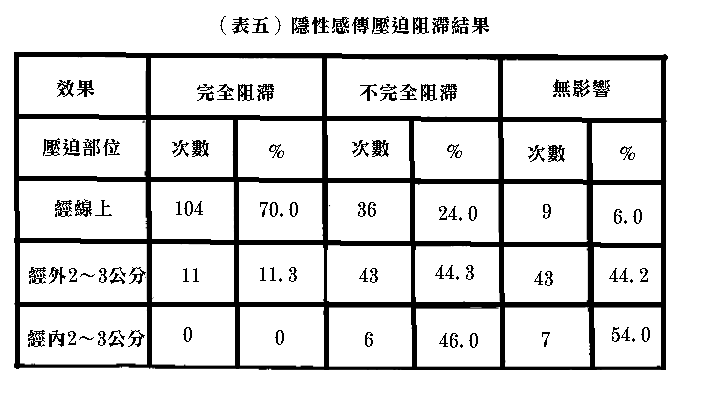 （表五）隱性感傳壓迫阻滯結果
效果 完全阻滯 不完全阻滯 無影響
壓迫部位 次數 % 次數 % 次數 %
經線上 104 70.0 36 24.0 9 6.0
經外2～3公分 11 11.3 43 44.3 43 44.2
經內2～3公分 0 0 6 46.0 7 54.0